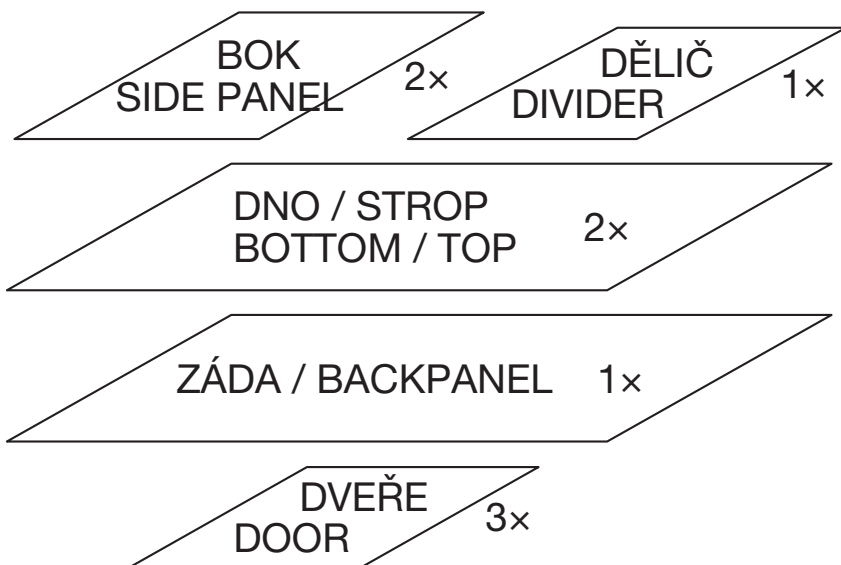 BOK
SIDE PANEL
2×
DĚLIČ
DIVIDER
1×
DNO / STROP
BOTTOM / TOP
2×
ZÁDA / BACKPANEL 1×
DVEŘE
DOOR
3×